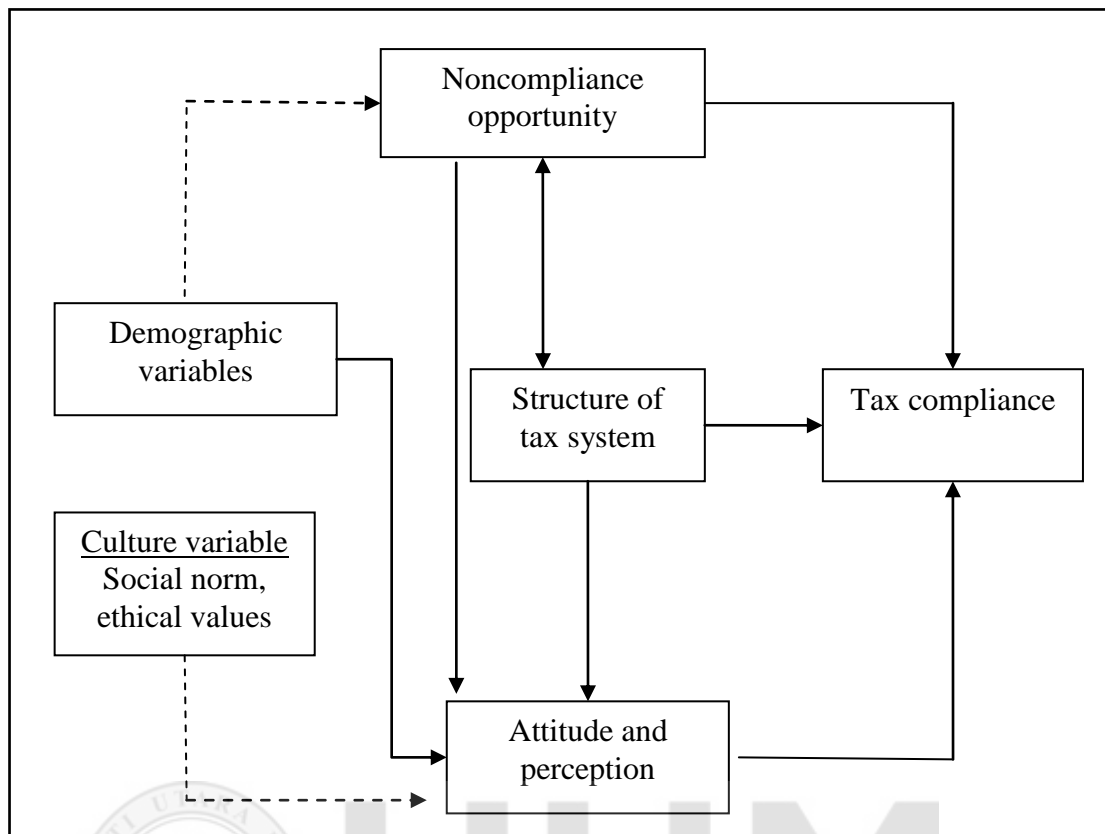 Noncompliance
opportunity
Demographic
variables
Structure of
tax system
Tax compliance
Culture variable
Social norm,
ethical values
Attitude and
perception
UTARA